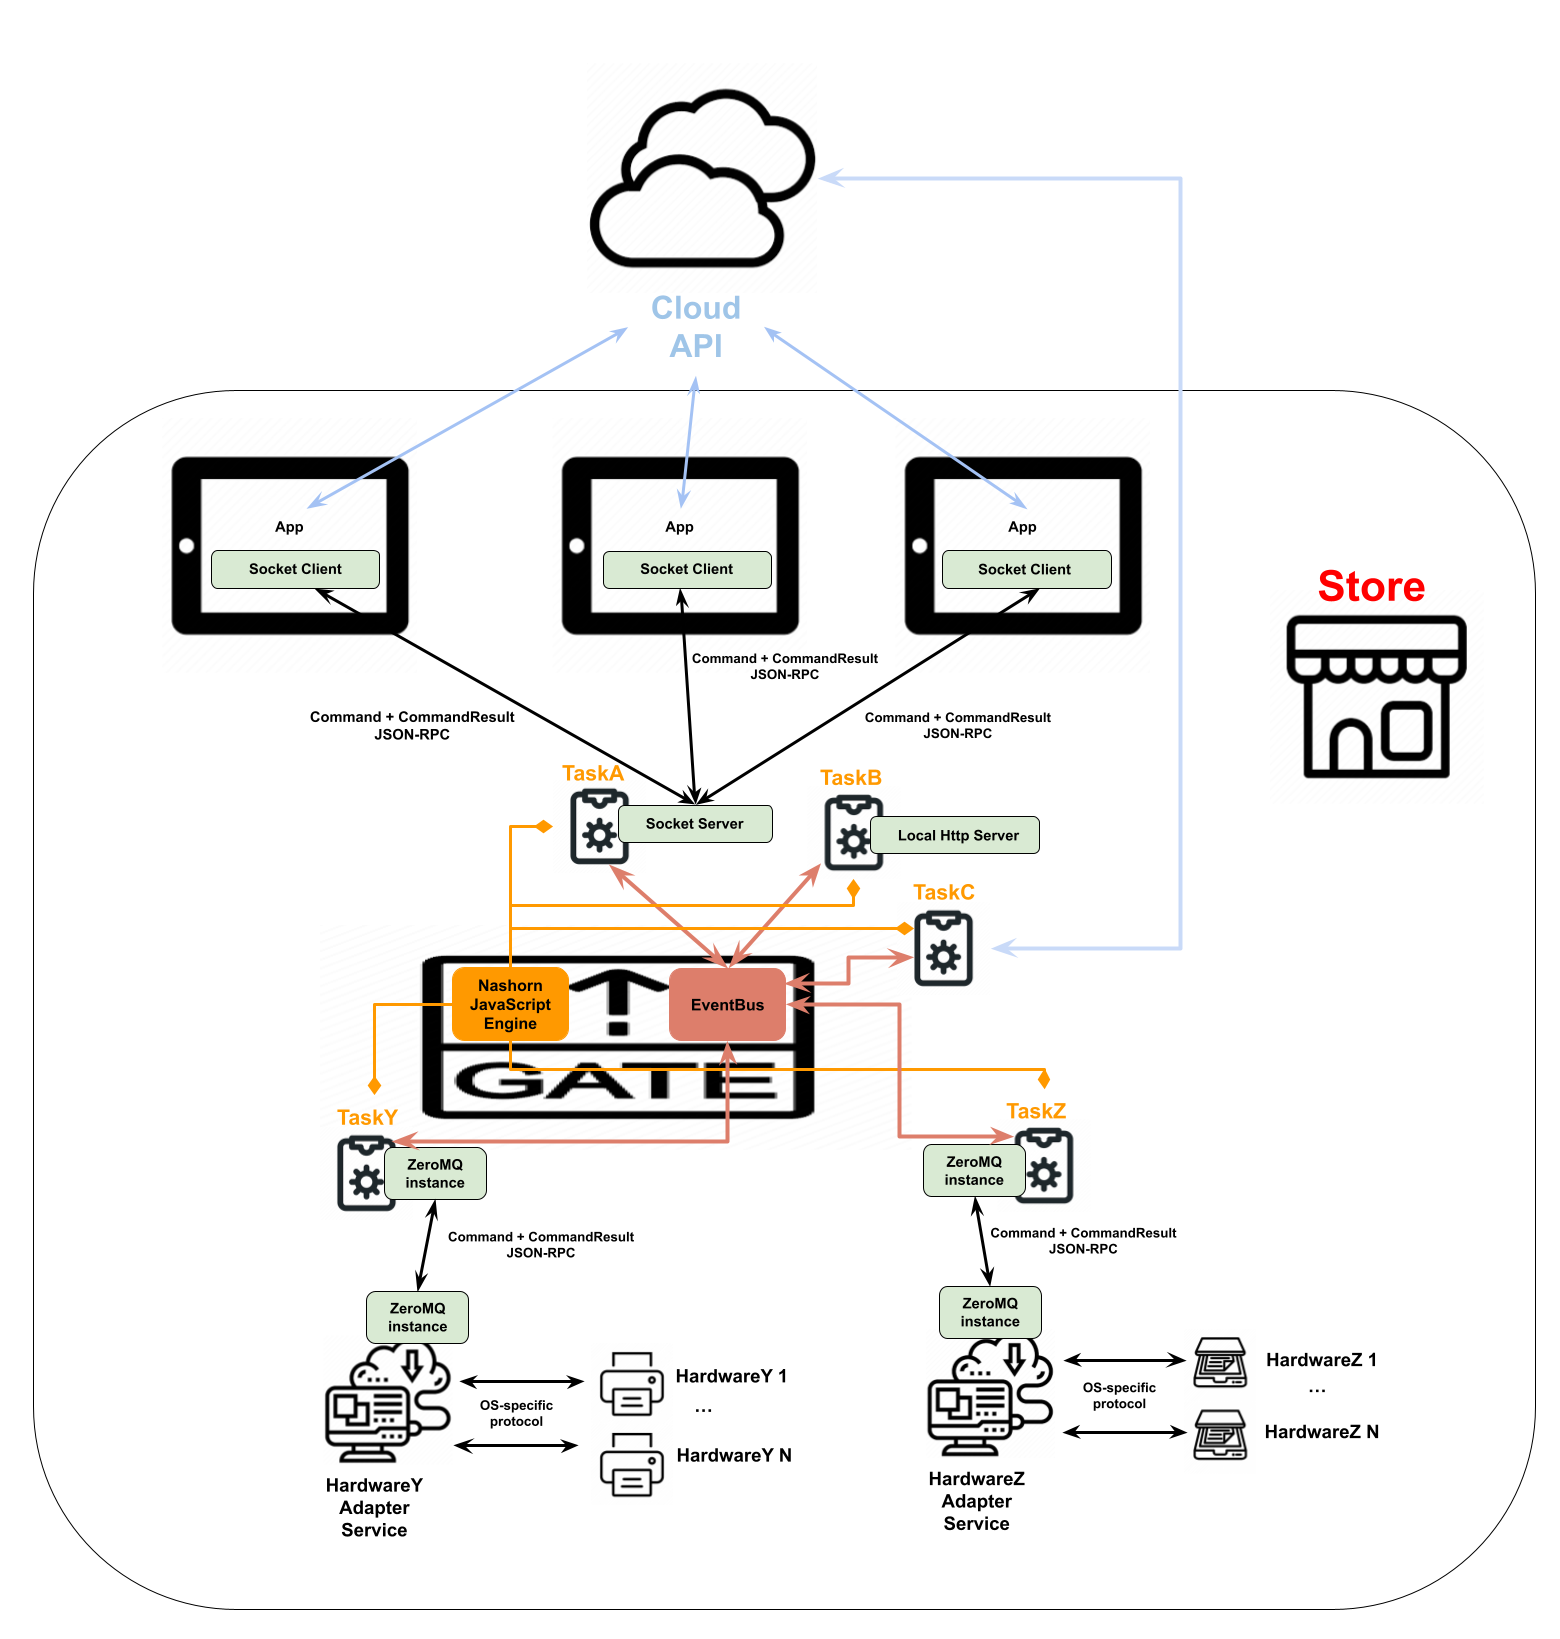 Cloud
API
App
Socket Client
App
Socket Client
App
Socket Client
Store
Command + CommandResult
JSON-RPC
Command + CommandResult
JSON-RPC
Command + CommandResult
JSON-RPC
TaskA
Socket Server
TaskB
Local Http Server
TaskC
Nashorn
JavaScript
Engine
EventBus
GATE
TaskY
ZeroMQ
instance
TaskZ
ZeroMQ
instance
Command + CommandResult
JSON-RPC
Command + CommandResult
JSON-RPC
ZeroMQ
instance
ZeroMQ
instance
OS-specific
protocol
HardwareY 1
...
HardwareY N
HardwareY
Adapter
Service
OS-specific
protocol
HardwareZ 1
...
HardwareZ N
HardwareZ
Adapter
Service